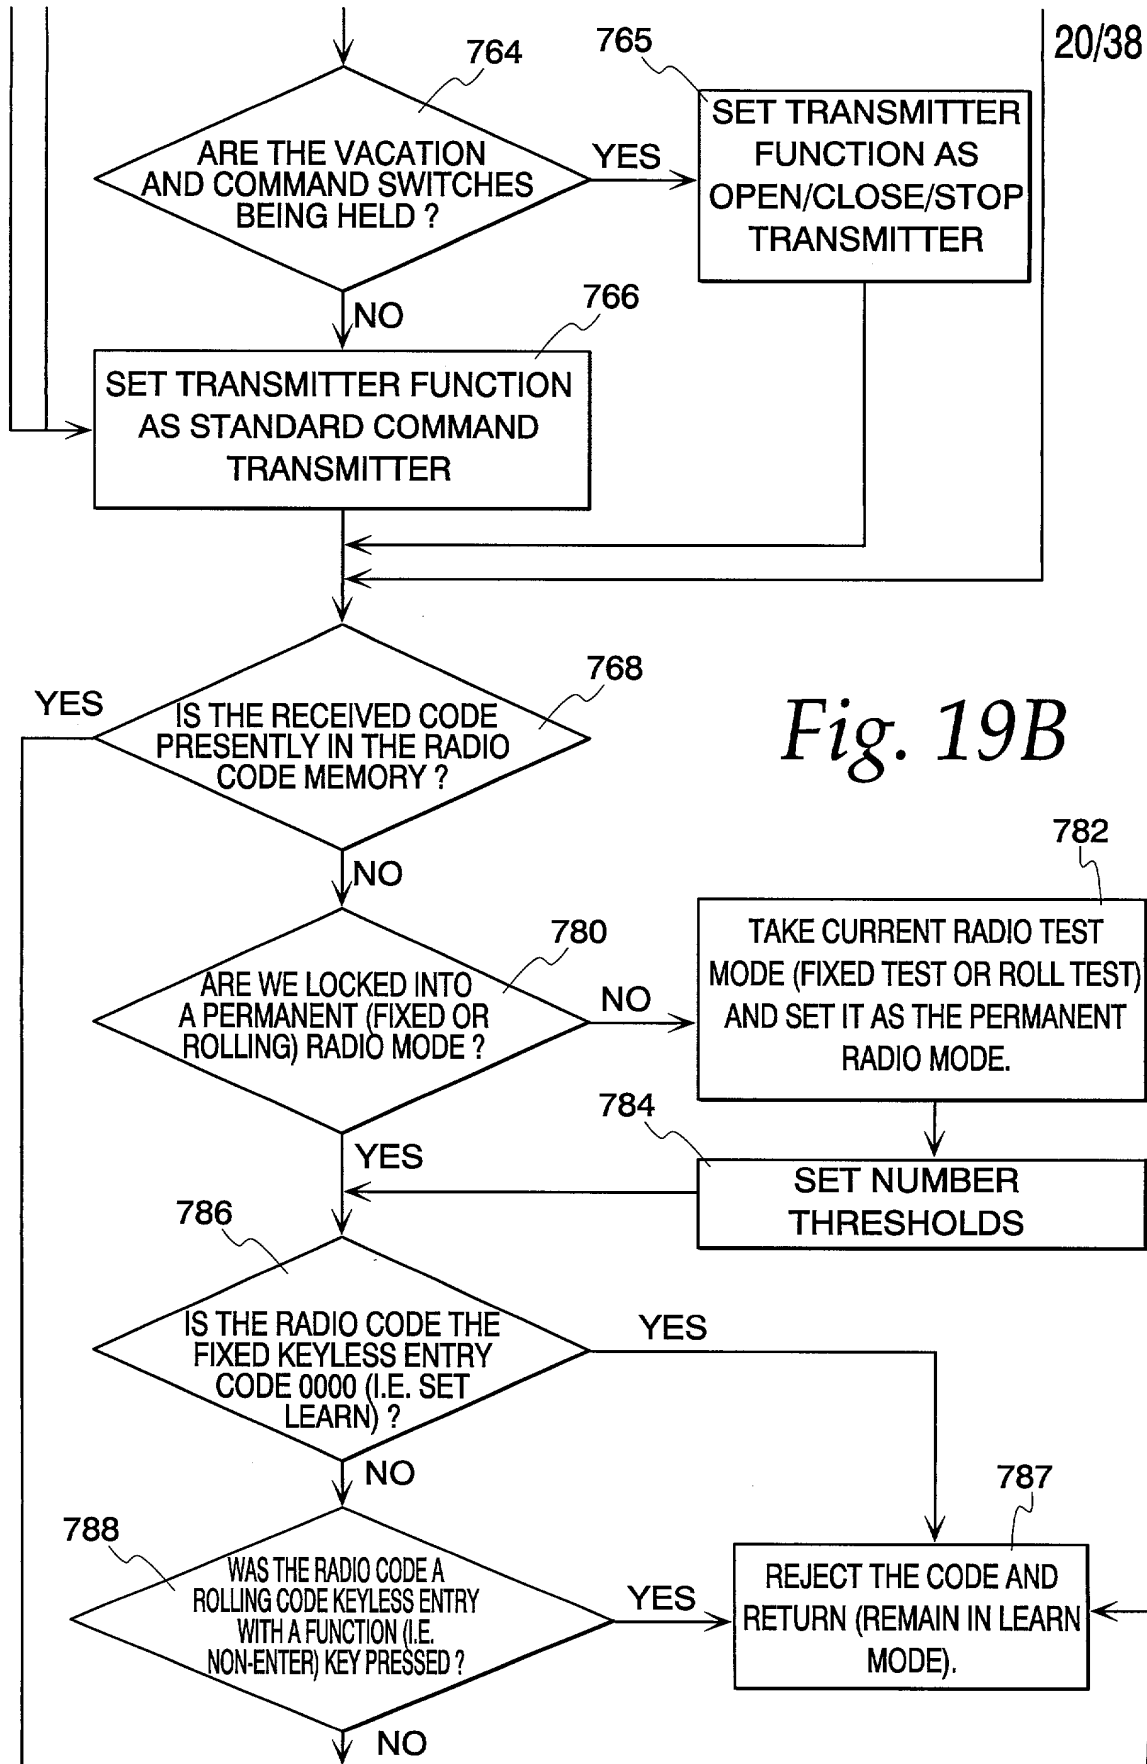 20/38
764
ARE THE VACATION
AND COMMAND SWITCHES
BEING HELD ?
YES
765
SET TRANSMITTER
FUNCTION AS
OPEN/CLOSE/STOP
TRANSMITTER
NO
766
SET TRANSMITTER FUNCTION
AS STANDARD COMMAND
TRANSMITTER
768
YES
IS THE RECEIVED CODE
PRESENTLY IN THE RADIO
CODE MEMORY ?
Fig. 19B
NO
780
ARE WE LOCKED INTO
A PERMANENT (FIXED OR
ROLLING) RADIO MODE ?
NO
782
TAKE CURRENT RADIO TEST
MODE (FIXED TEST OR ROLL TEST)
AND SET IT AS THE PERMANENT
RADIO MODE.
784
SET NUMBER
THRESHOLDS
YES
786
IS THE RADIO CODE THE
FIXED KEYLESS ENTRY
CODE 0000 (I.E. SET
LEARN) ?
YES
NO
788
WAS THE RADIO CODE A
ROLLING CODE KEYLESS ENTRY
WITH A FUNCTION (I.E.
NON-ENTER) KEY PRESSED ?
YES
787
REJECT THE CODE AND
RETURN (REMAIN IN LEARN
MODE).
NO